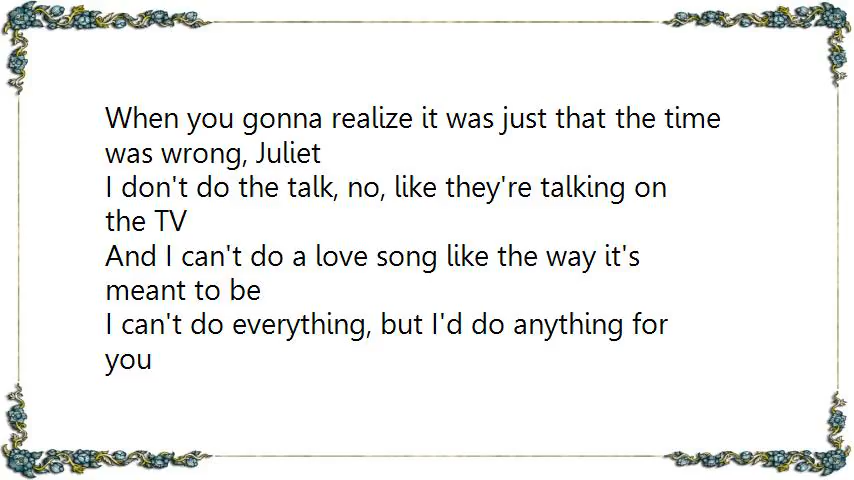 When you gonna realize it was just that the time
was wrong, Juliet
I don't do the talk, no, like they're talking on
the TV
And I can't do a love song like the way it's
meant to be
I can't do everything, but I'd do anything for
you